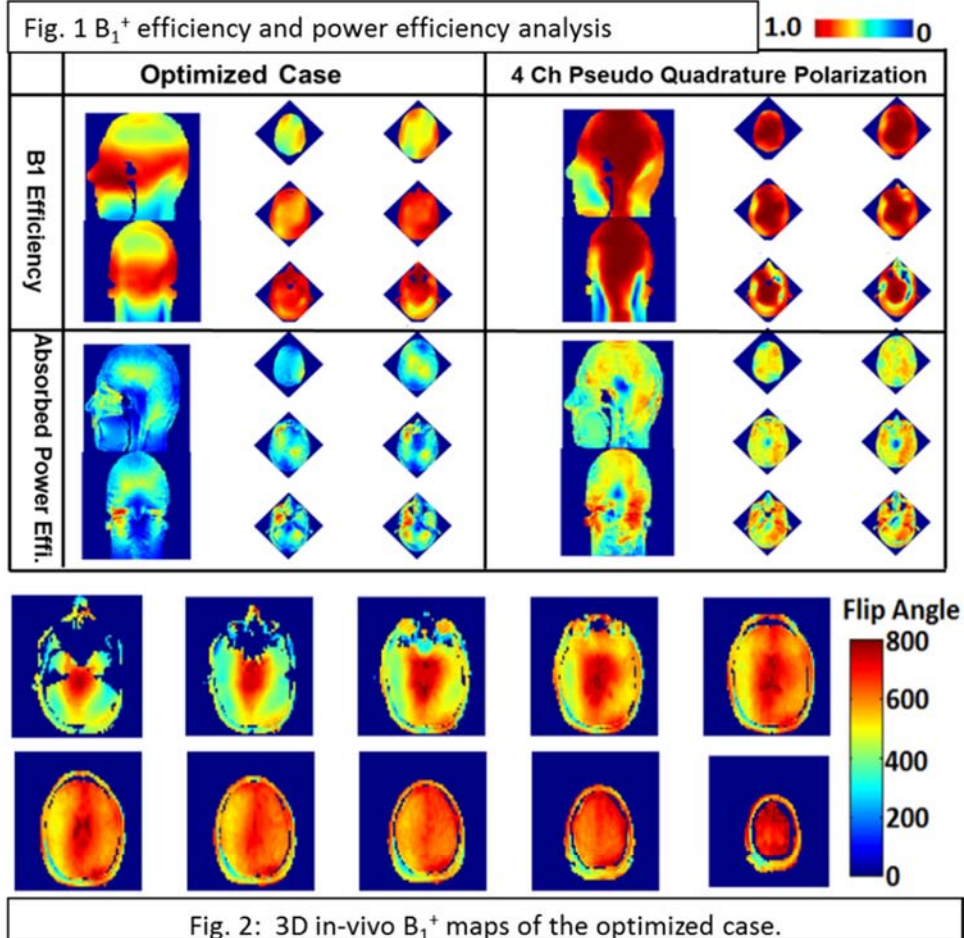 Fig. 1 B₁⁺ efficiency and power efficiency analysis
1.0 0
Optimized Case
4 Ch Pseudo Quadrature Polarization
B1 Efficiency
Absorbed Power Effi.
Flip Angle
800
600
400
200
0
Fig. 2: 3D in-vivo B₁⁺ maps of the optimized case.